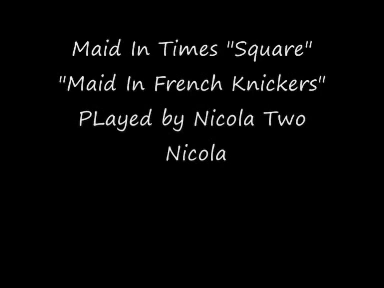 Maid In Times "Square"
"Maid In French Knickers"
PLayed by Nicola Two
Nicola